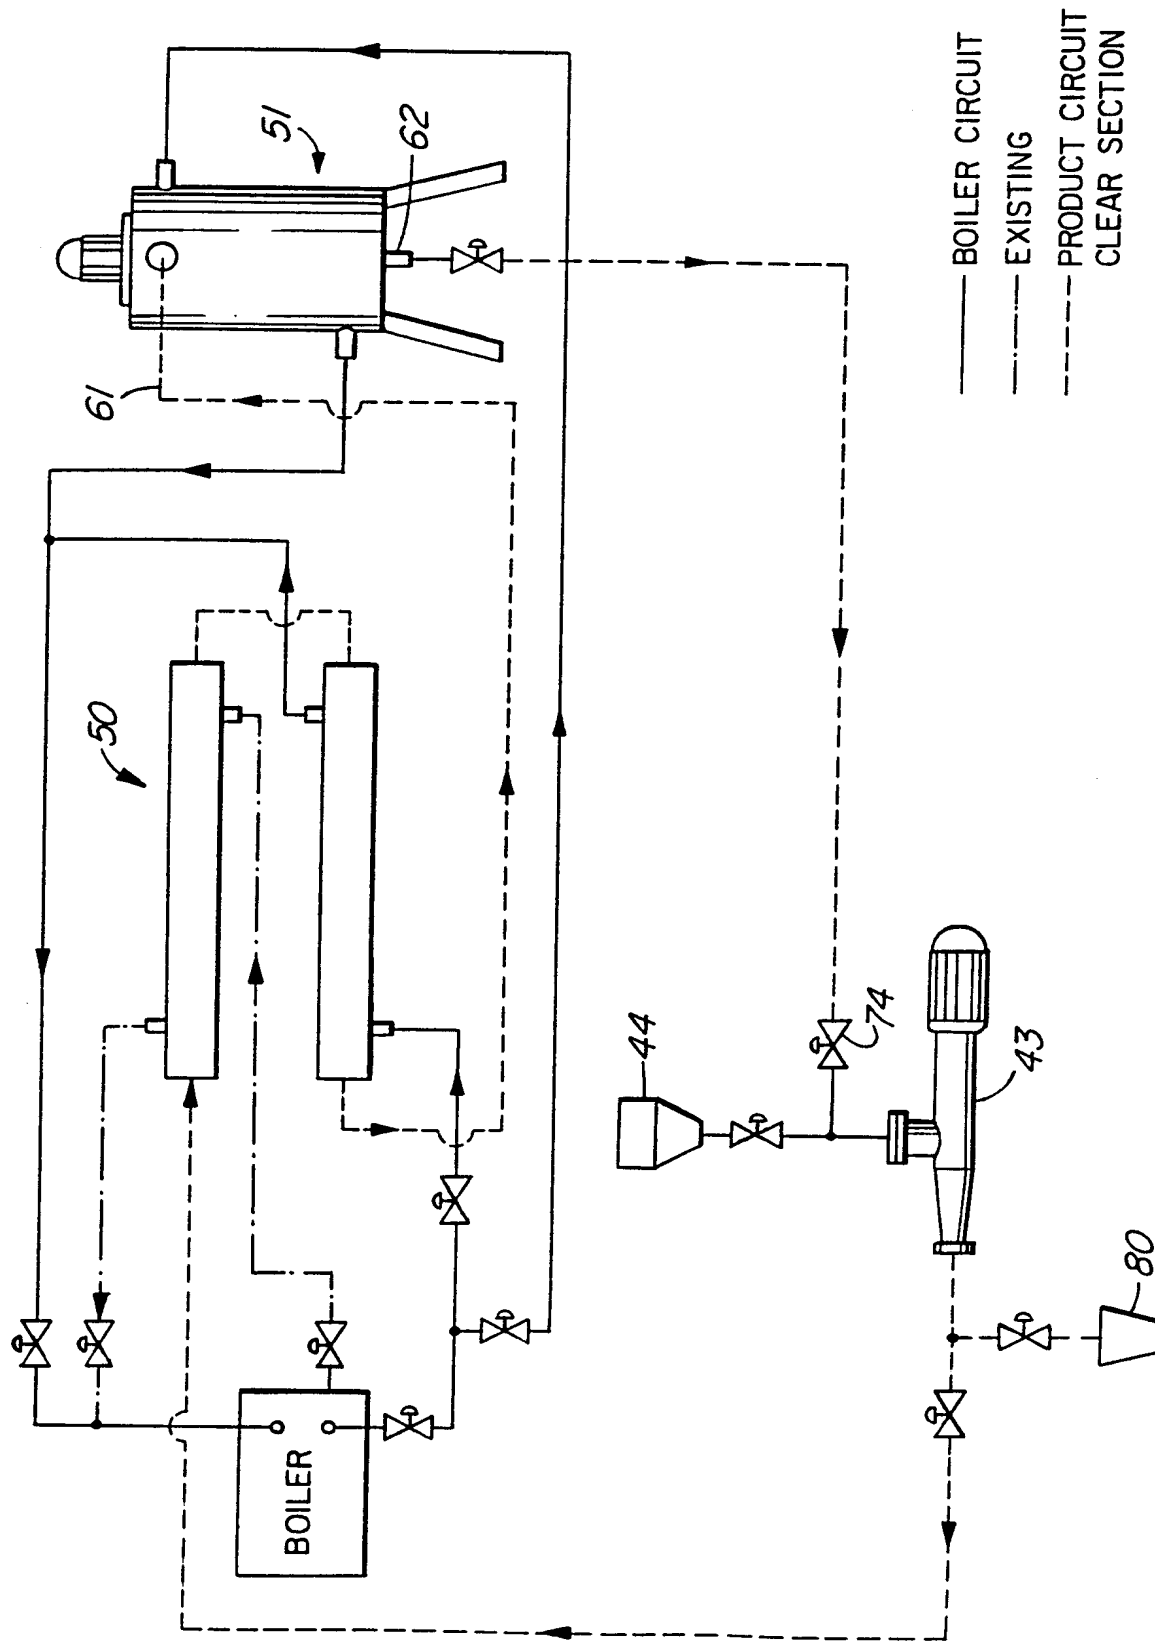 51
62
61
50
BOILER
44
74
43
80
BOILER CIRCUIT
EXISTING
PRODUCT CIRCUIT
CLEAR SECTION